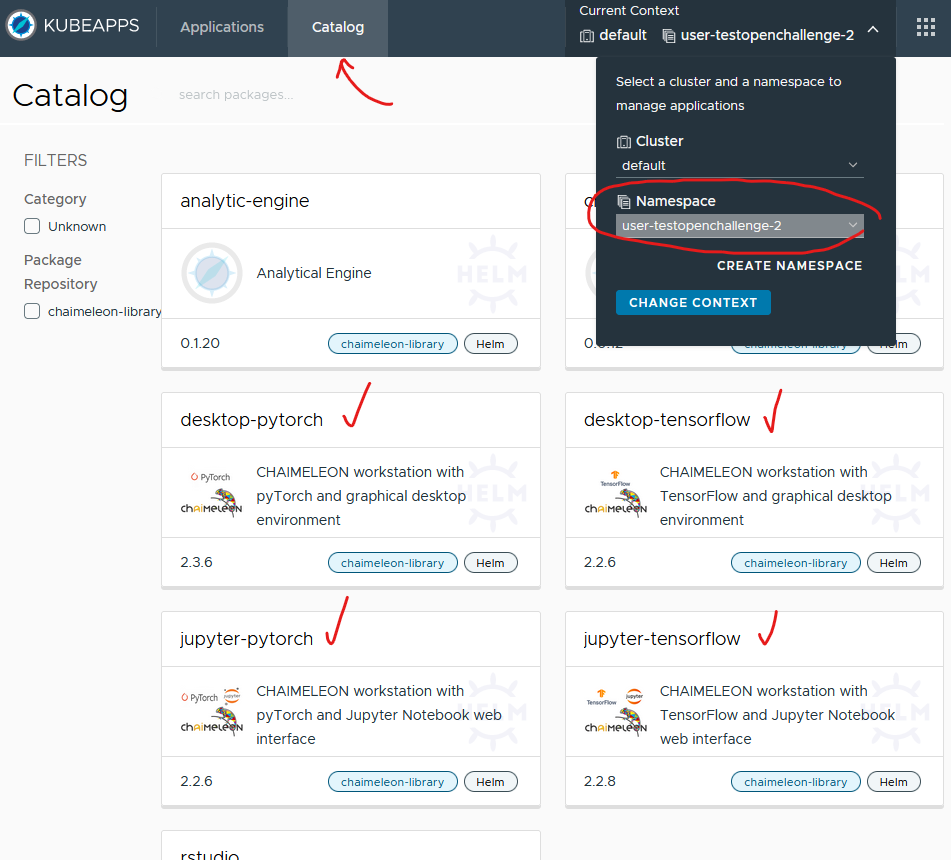 KUBEAPPS
Applications
Catalog
Current Context
default user-testopenchallenge-2
Select a cluster and a namespace to
manage applications
Cluster
default
Namespace
user-testopenchallenge-2
CREATE NAMESPACE
CHANGE CONTEXT
Catalog
search packages...
FILTERS
Category
Unknown
Package
Repository
chaimeleon-library
analytic-engine
HELM
Analytical Engine
0.1.20
chaimeleon-library
Helm
HELM
chaimeleon-library
Helm
desktop-pytorch
PyTorch
chaimeleon
HELM
CHAIMELEON workstation with
pyTorch and graphical desktop
environment
2.3.6
chaimeleon-library
Helm
desktop-tensorflow
TensorFlow
chaimeleon
HELM
CHAIMELEON workstation with
TensorFlow and graphical desktop
environment
2.2.6
chaimeleon-library
Helm
jupyter-pytorch
PyTorch
jupyter
chaimeleon
HELM
CHAIMELEON workstation with
pyTorch and Jupyter Notebook web
interface
2.2.6
chaimeleon-library
Helm
jupyter-tensorflow
TensorFlow
jupyter
chaimeleon
HELM
CHAIMELEON workstation with
TensorFlow and Jupyter Notebook
web interface
2.2.8
chaimeleon-library
Helm
rstudio